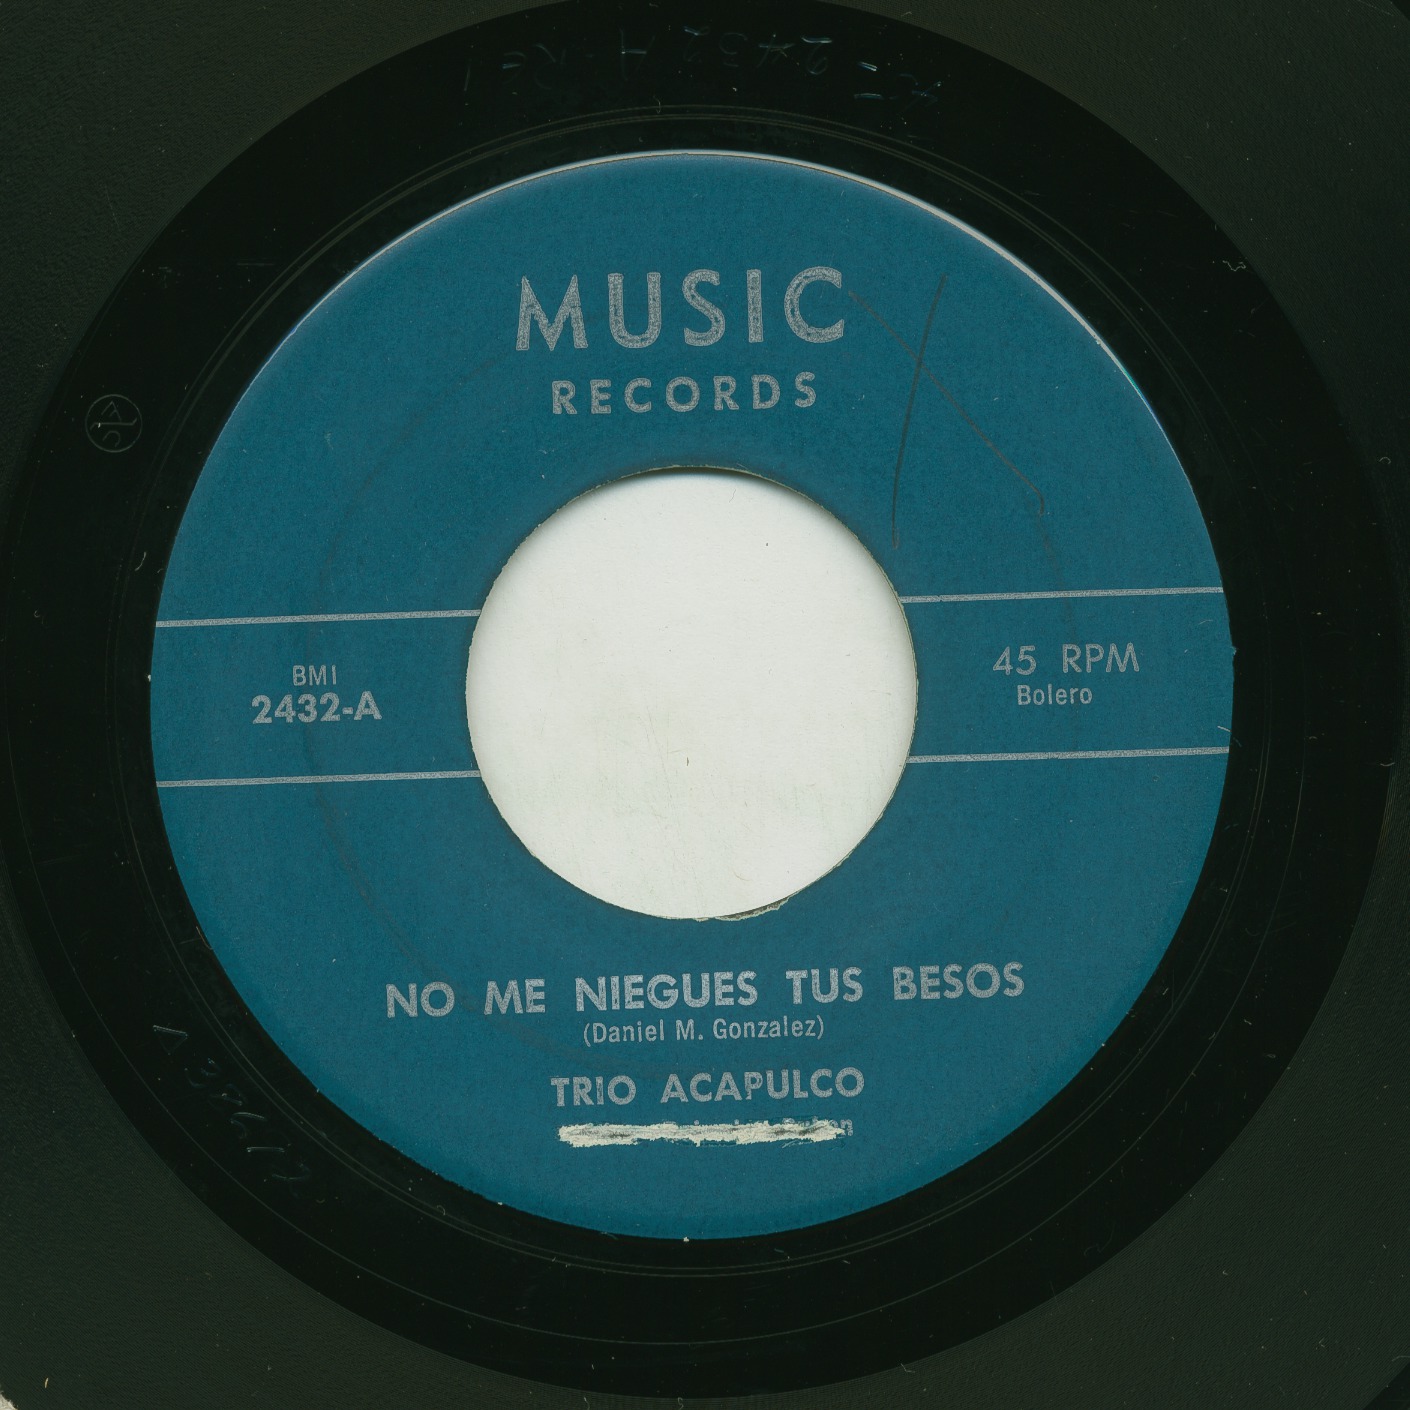 MUSIC
RECORDS
BMI
2432-A
45 RPM
Bolero
NO ME NIEGUES TUS BESOS
(Daniel M. Gonzalez)
TRIO ACAPULCO